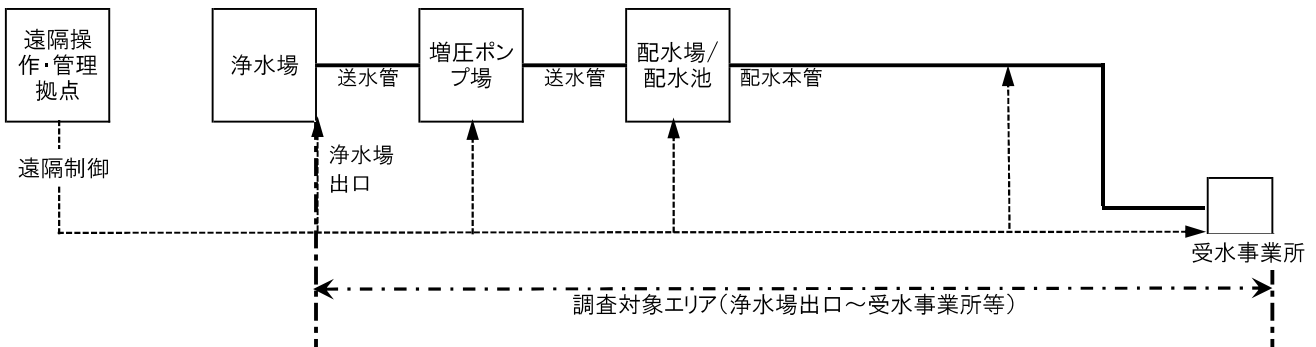 遠隔操
作・管理
拠点
浄水場
送水管
増圧ポン
プ場
送水管
配水場/
配水池
配水本管
遠隔制御
浄水場
出口
受水事業所
調査対象エリア(浄水場出口~受水事業所等)